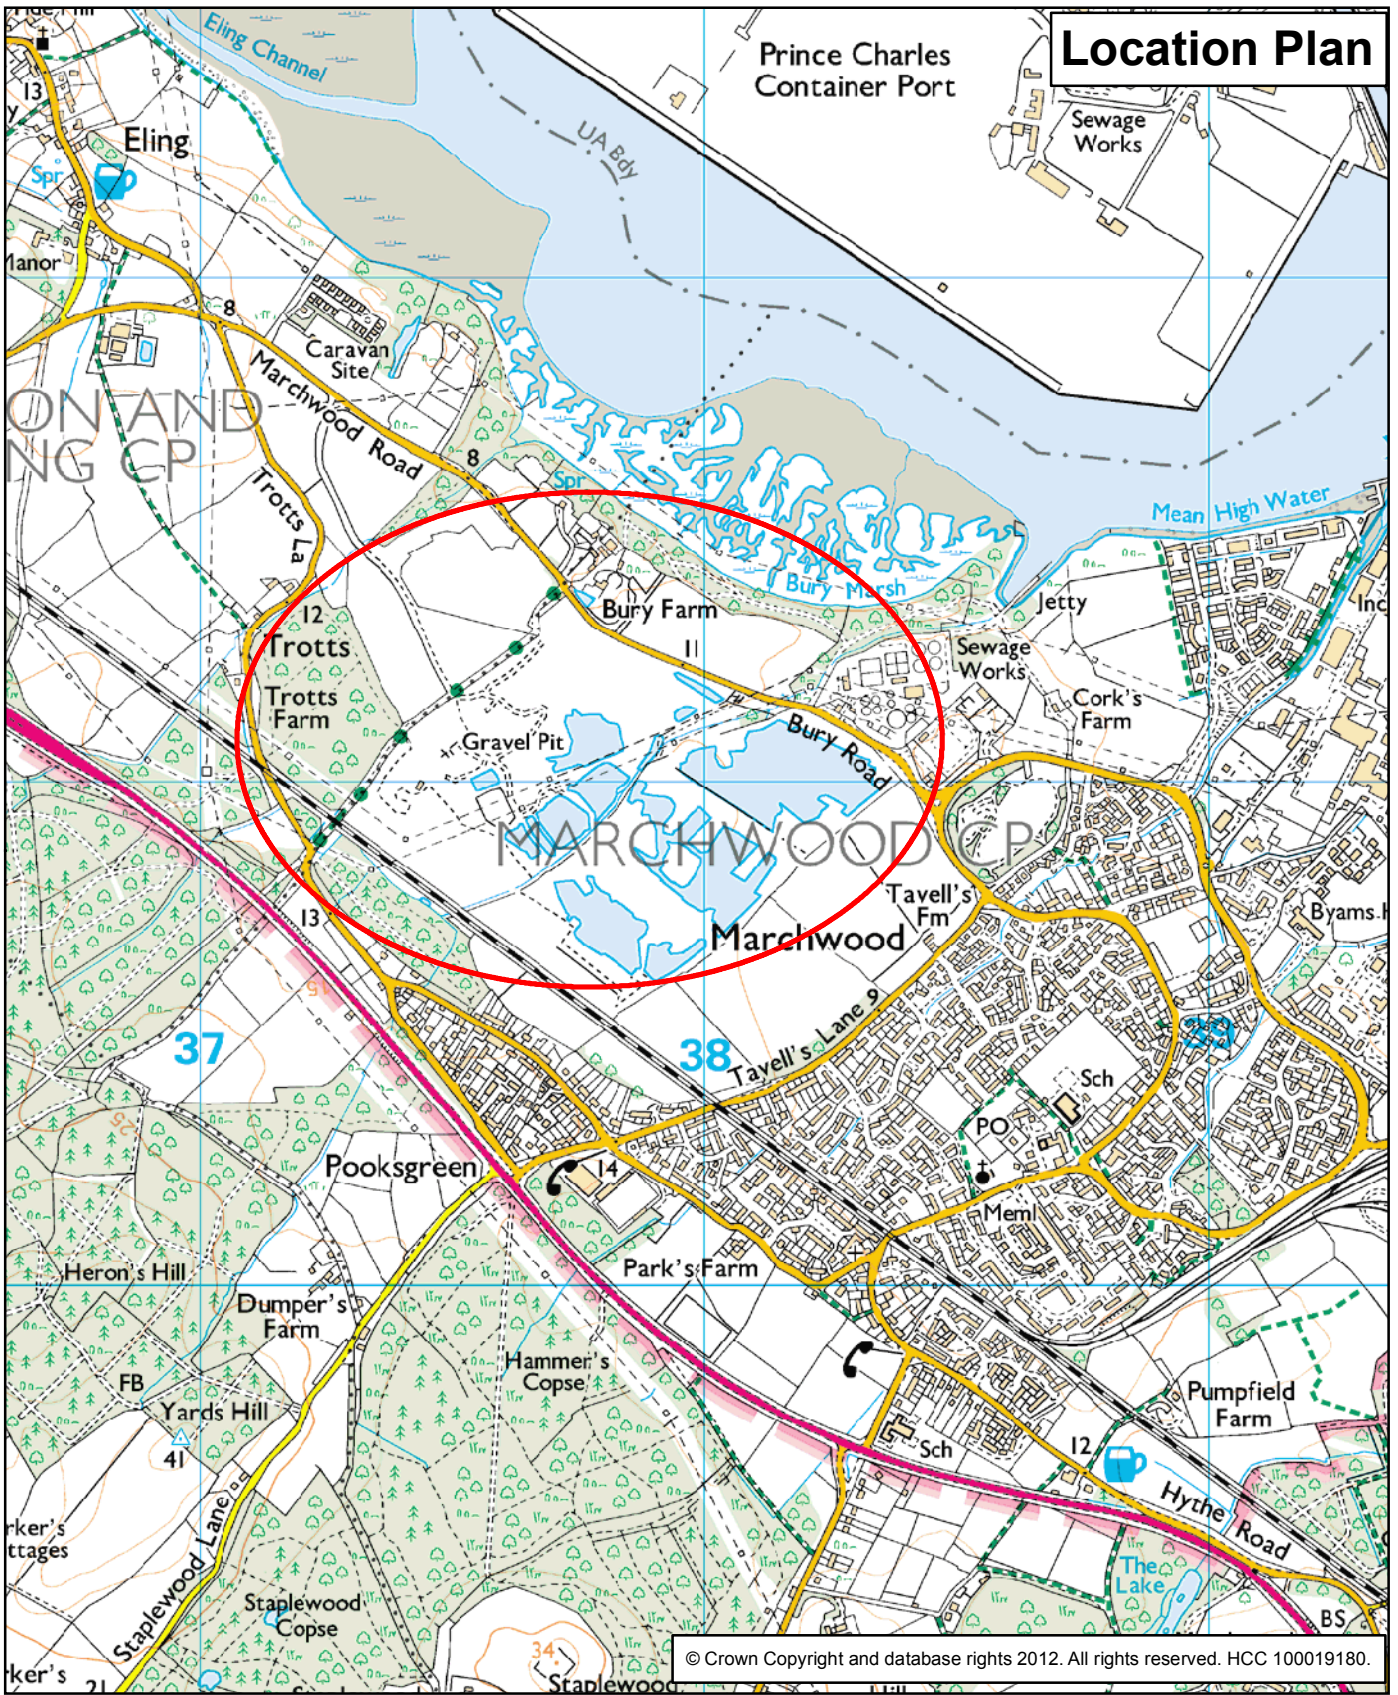 Location Plan
Eling Channel
Prince Charles
Container Port
Sewage
Works
13
Eling
UA Bdy
Spr
Manor
8
Caravan
Site
Marchwood Road
ON AND
NG CP
8
Trotts La
Spr
Mean High Water
Bury Marsh
Jetty
12
Bury Farm
Trotts
11
Sewage
Works
Trotts
Farm
Cork's
Farm
Gravel Pit
Bury Road
MARCHWOOD CP
Tavell's
Fm
13
Marchwood
15
37
38
39
Tavell's Lane 9
Sch
25
PO
Pooksgreen
14
Meml
Heron's Hill
Park's Farm
Dumper's
Farm
Hammer's
Copse
FB
Yards Hill
41
Pumpfield
Farm
Sch
12
Hythe Road
Staplewood Lane
The
Lake
Staplewood
Copse
BS
34
21
© Crown Copyright and database rights 2012. All rights reserved. HCC 100019180.